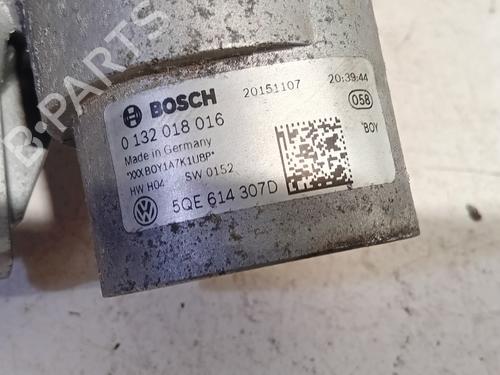 B-PARTS
BOSCH 20151107 20:39:44
0 132 018 016 058
Made in Germany 'BOY
*XXXBOY1A7K1UBP*
HW H04 SW 0152
5QE 614 307D